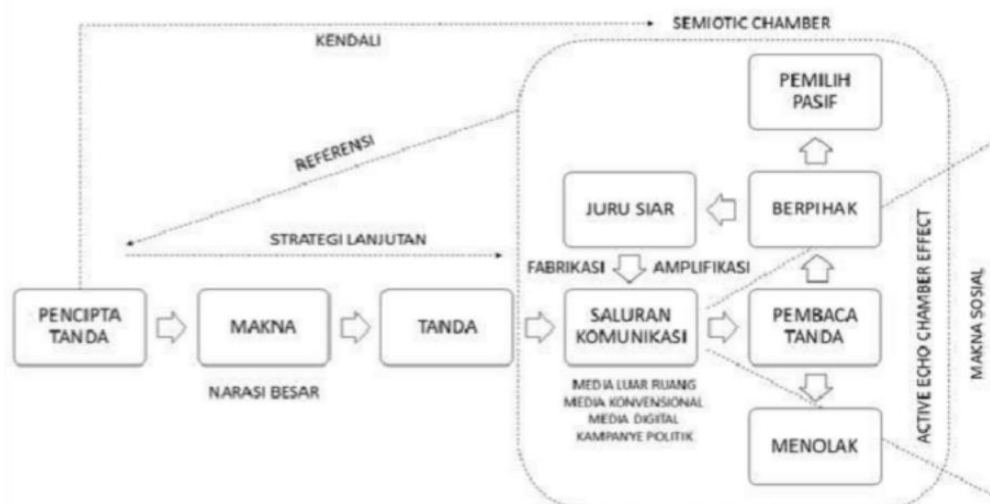 SEMIOTIC CHAMBER
KENDALI
PEMILIH
PASIF
REFERENSI
JURU SIAR
BERPIHAK
STRATEGI LANJUTAN
FABRIKASI
AMPLIFIKASI
PENCIPTA
TANDA
MAKNA
TANDA
SALURAN
KOMUNIKASI
PEMBACA
TANDA
NARASI BESAR
MEDIA LUAR RUANG
MEDIA KONVENSIONAL
MEDIA DIGITAL
KAMPANYE POLITIK
MENOLAK
ACTIVE ECHO CHAMBER EFFECT
MAKNA SOSIAL